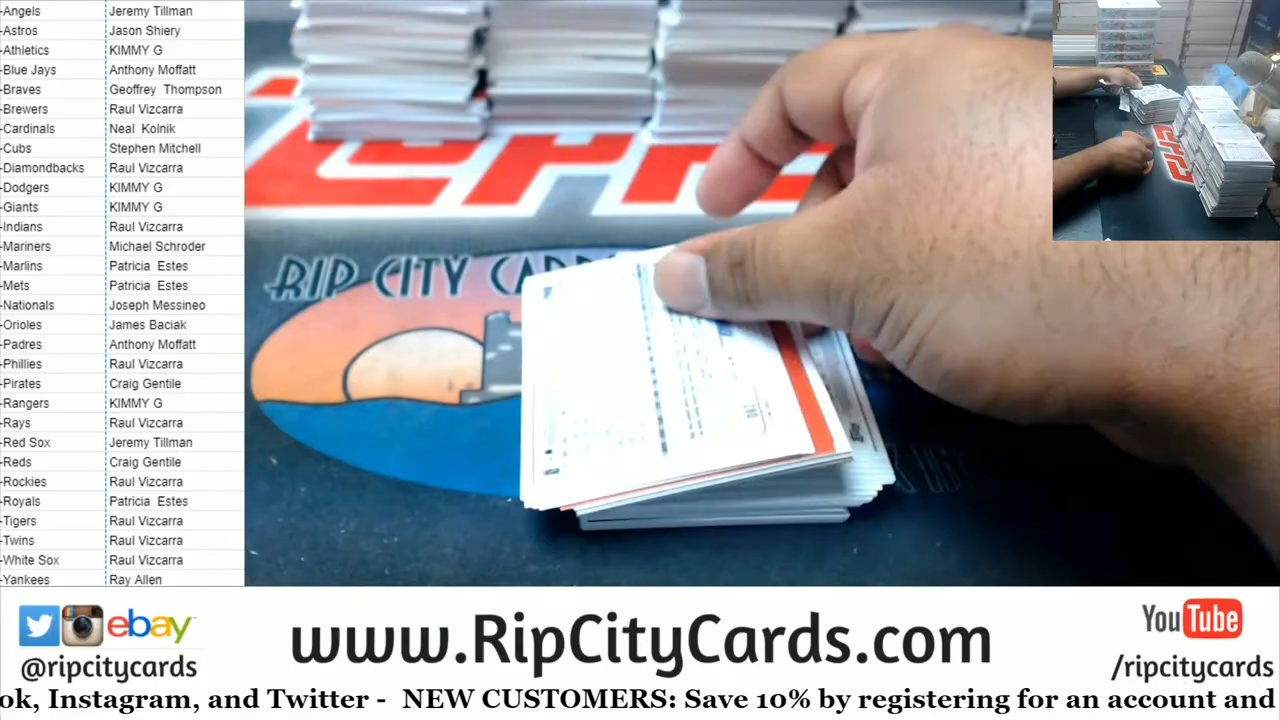 -Angels Jeremy Tillman
-Astros Jason Shiery
-Athletics KIMMY G
-Blue Jays Anthony Moffatt
-Braves Geoffrey Thompson
-Brewers Raul Vizcarra
-Cardinals Neal Kolnik
-Cubs Stephen Mitchell
-Diamondbacks Raul Vizcarra
-Dodgers KIMMY G
-Giants KIMMY G
-Indians Raul Vizcarra
-Mariners Michael Schroder
-Marlins Patricia Estes
-Mets Patricia Estes
-Nationals Joseph Messineo
-Orioles James Baciak
-Padres Anthony Moffatt
-Phillies Raul Vizcarra
-Pirates Craig Gentile
-Rangers KIMMY G
-Rays Raul Vizcarra
-Red Sox Jeremy Tillman
-Reds Craig Gentile
-Rockies Raul Vizcarra
-Royals Patricia Estes
-Tigers Raul Vizcarra
-Twins Raul Vizcarra
-White Sox Raul Vizcarra
-Yankees Ray Allen
RIP CITY
ebay
@ripcitycards
www.RipCityCards.com
YouTube
/ripcitycards
ok, Instagram, and Twitter - NEW CUSTOMERS: Save 10% by registering for an account and